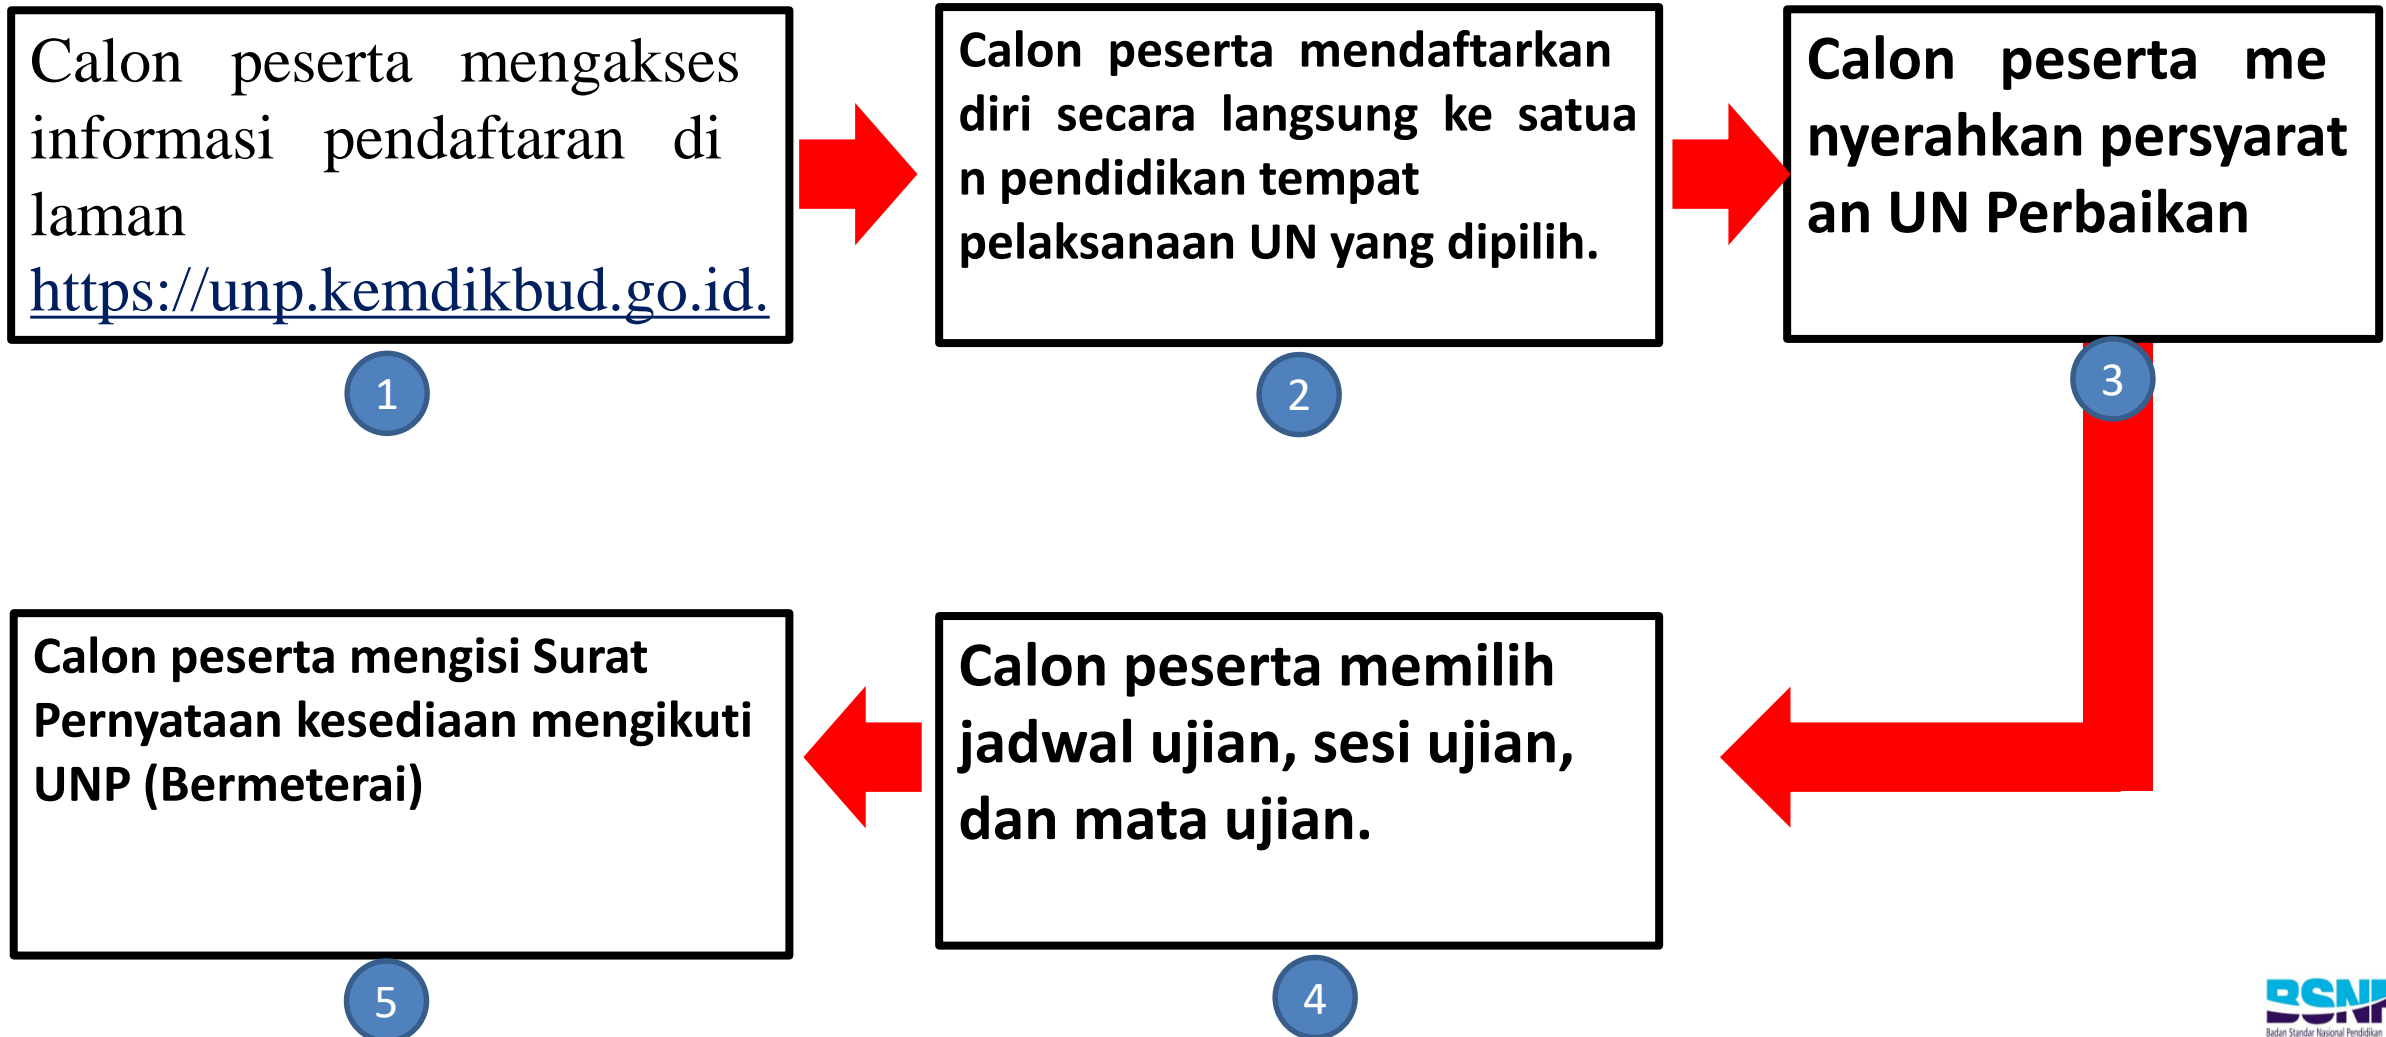 Calon peserta mengakses
informasi pendaftaran di
laman
https://unp.kemdikbud.go.id.
1
Calon peserta mendaftarkan
diri secara langsung ke satua
n pendidikan tempat
pelaksanaan UN yang dipilih.
2
Calon peserta me
nyerahkan persyarat
an UN Perbaikan
3
Calon peserta memilih
jadwal ujian, sesi ujian,
dan mata ujian.
4
Calon peserta mengisi Surat
Pernyataan kesediaan mengikuti
UNP (Bermeterai)
5
BSNP
Badan Standar Nasional Pendidikan